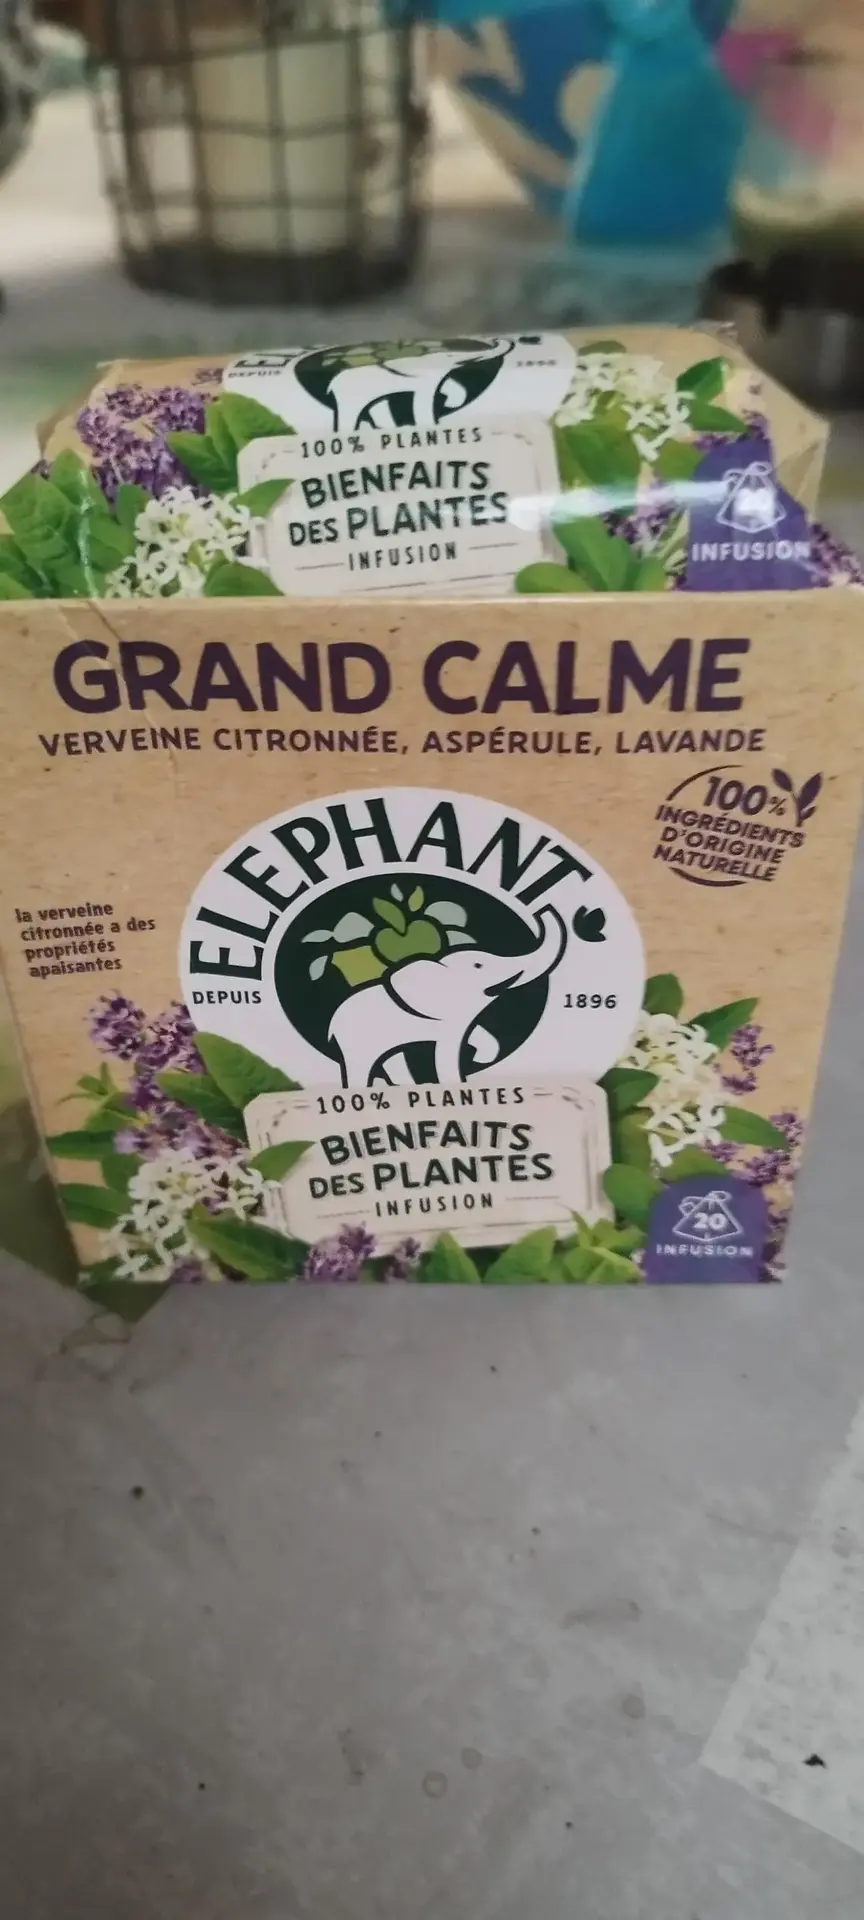 DEPUIS
1896
100% PLANTES
BIENFAITS
DES PLANTES
INFUSION
INFUSION
GRAND CALME
VERVEINE CITRONNÉE, ASPÉRULE, LAVANDE
100%
INGRÉDIENTS
D'ORIGINE
NATURELLE
la verveine
citronnée a des
propriétés
apaisantes
ELEPHANT
DEPUIS
1896
100% PLANTES
BIENFAITS
DES PLANTES
INFUSION
20
INFUSION